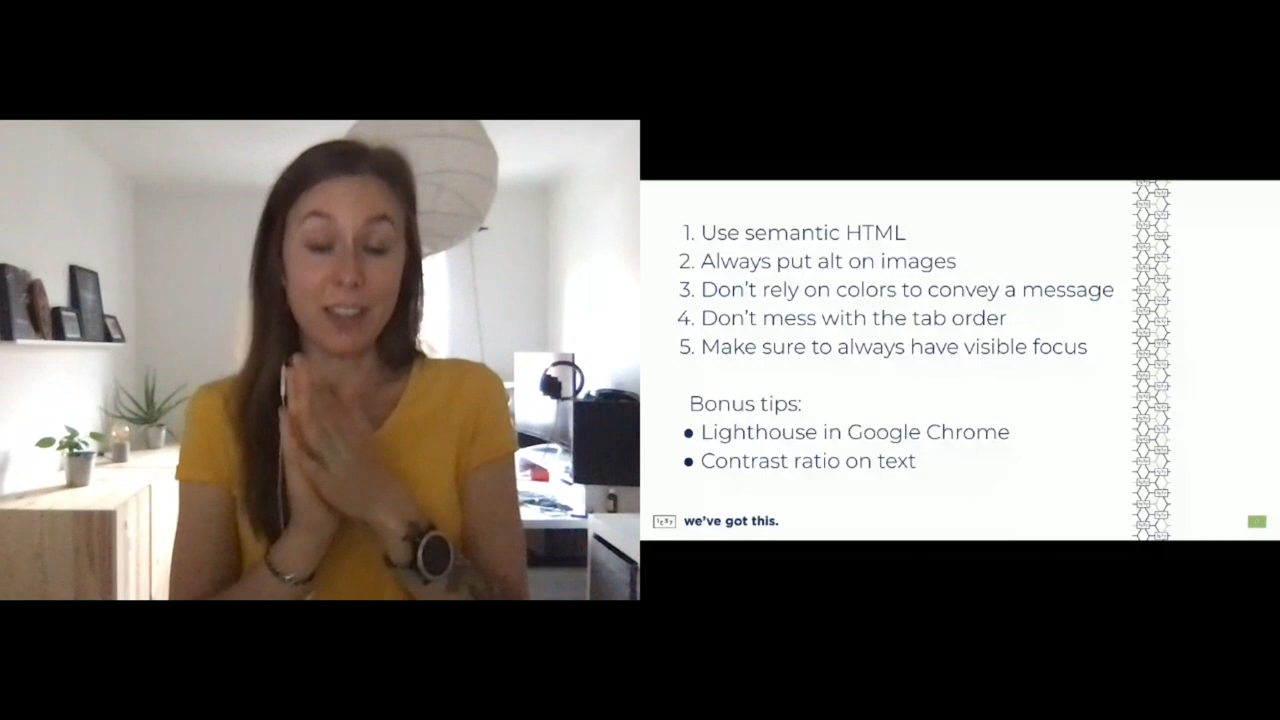 1. Use semantic HTML
2. Always put alt on images
3. Don't rely on colors to convey a message
4. Don't mess with the tab order
5. Make sure to always have visible focus
Bonus tips:
● Lighthouse in Google Chrome
● Contrast ratio on text
we've got this.